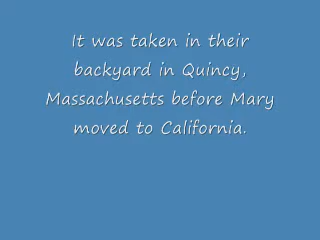 It was taken in their
backyard in Quincy,
Massachusetts before Mary
moved to California.